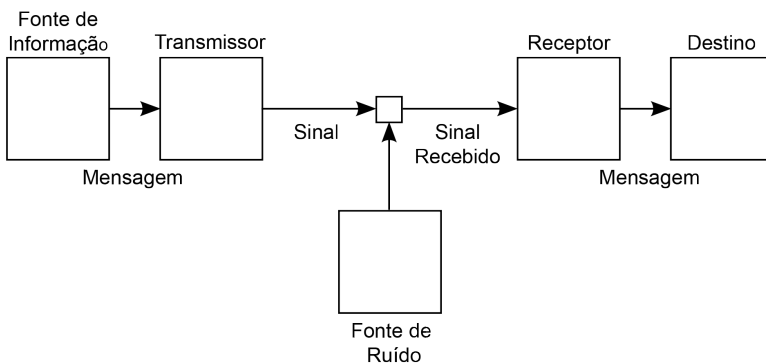 Fonte de
Informação
Transmissor
Receptor
Destino
Sinal
Sinal
Recebido
Mensagem
Mensagem
Fonte de
Ruído